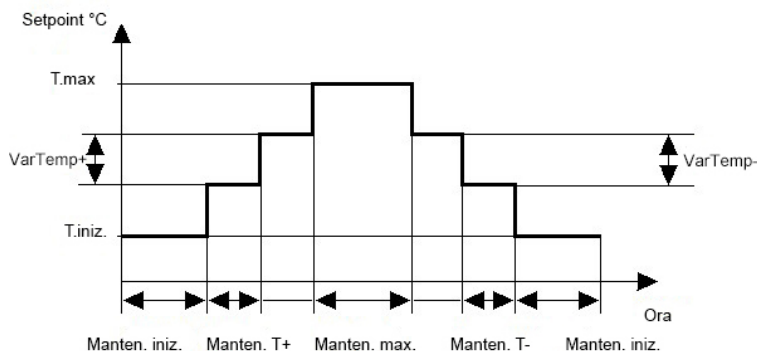 Setpoint °C
T.max
VarTemp+
VarTemp-
T.iniz.
Ora
Manten. iniz. Manten. T+ Manten. max. Manten. T- Manten. iniz.